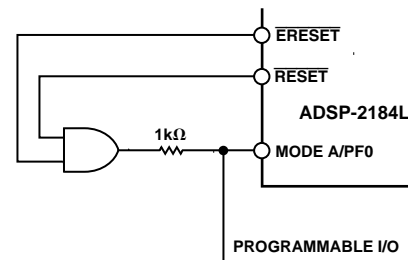 ERESET
RESET
ADSP-2184L
1kΩ
MODE A/PF0
PROGRAMMABLE I/O